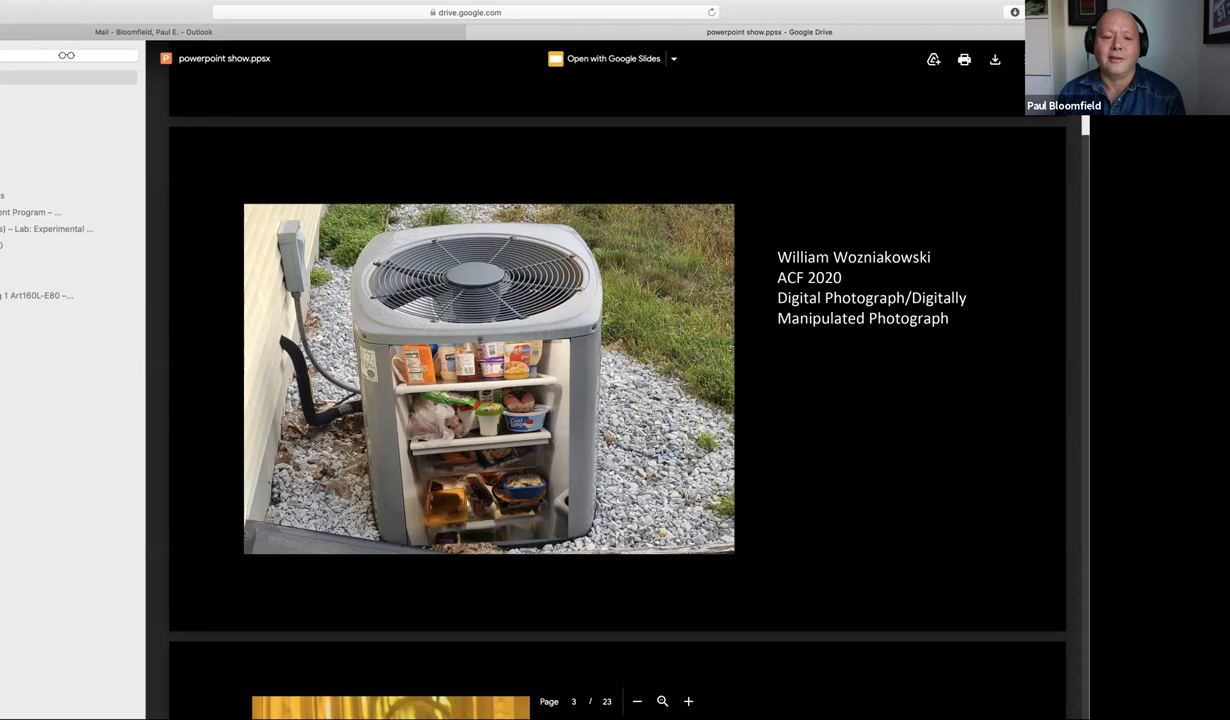 drive.google.com
Mail - Bloomfield, Paul E. - Outlook
powerpoint show.ppsx - Google Drive
P
powerpoint show.ppsx
Open with Google Slides
Paul Bloomfield
s
ent Program – ...
s) – Lab: Experimental ...
0
g 1 Art160L-E80 –...
William Wozniakowski
ACF 2020
Digital Photograph/Digitally
Manipulated Photograph
Page 3 / 23